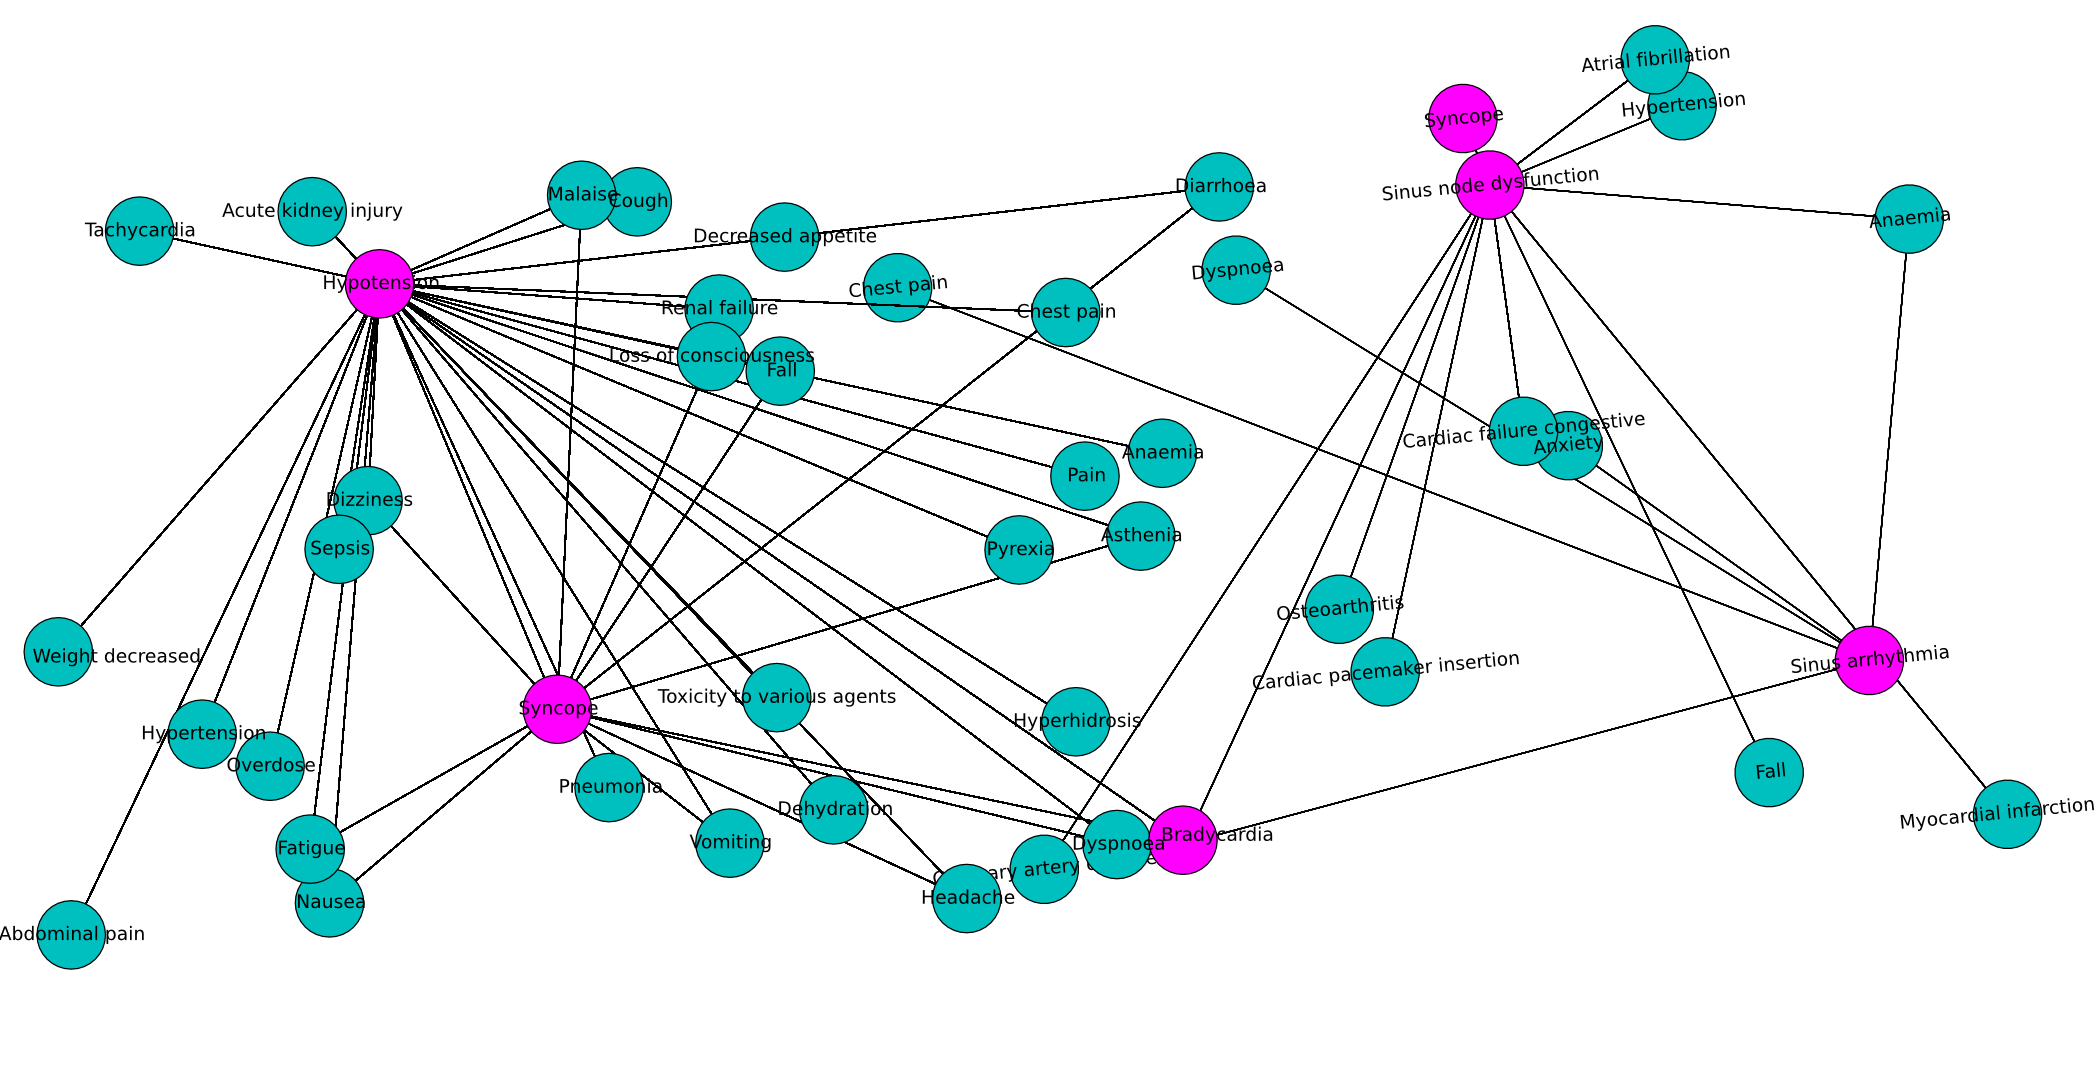 Atrial fibrillation
Hypertension
Syncope
Sinus node dysfunction
Diarrhoea
Malaise
Cough
Acute kidney injury
Anaemia
Tachycardia
Decreased appetite
Dyspnoea
Hypotension
Chest pain
Renal failure
Chest pain
Loss of consciousness
Fall
Cardiac failure congestive
Anxiety
Anaemia
Pain
Dizziness
Asthenia
Sepsis
Pyrexia
Osteoarthritis
Weight decreased
Sinus arrhythmia
Cardiac pacemaker insertion
Toxicity to various agents
Syncope
Hyperhidrosis
Hypertension
Overdose
Fall
Pneumonia
Dehydration
Myocardial infarction
Bradycardia
Vomiting
Dyspnoea
Fatigue
artery
Headache
Nausea
Abdominal pain